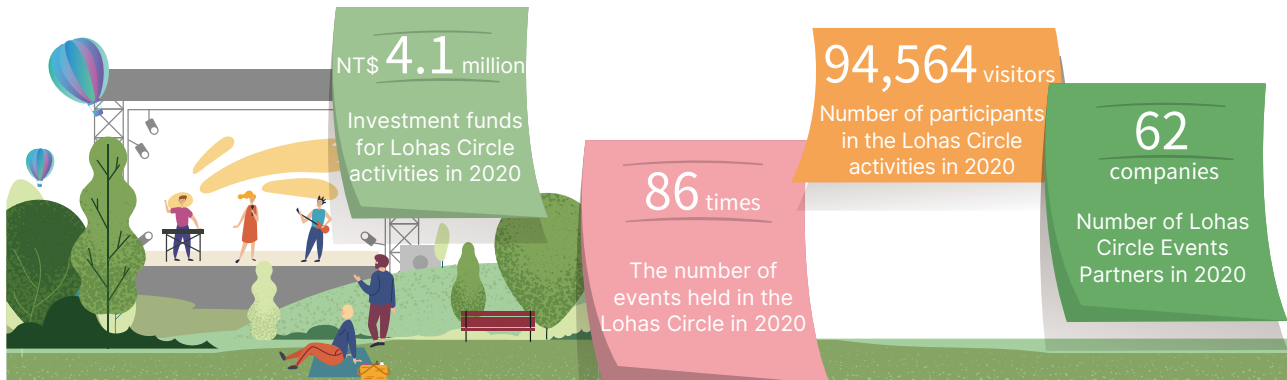 NT$ 4.1 million
Investment funds
for Lohas Circle
activities in 2020
86 times
The number of
events held in the
Lohas Circle in 2020
94,564 visitors
Number of participants
in the Lohas Circle
activities in 2020
62
companies
Number of Lohas
Circle Events
Partners in 2020